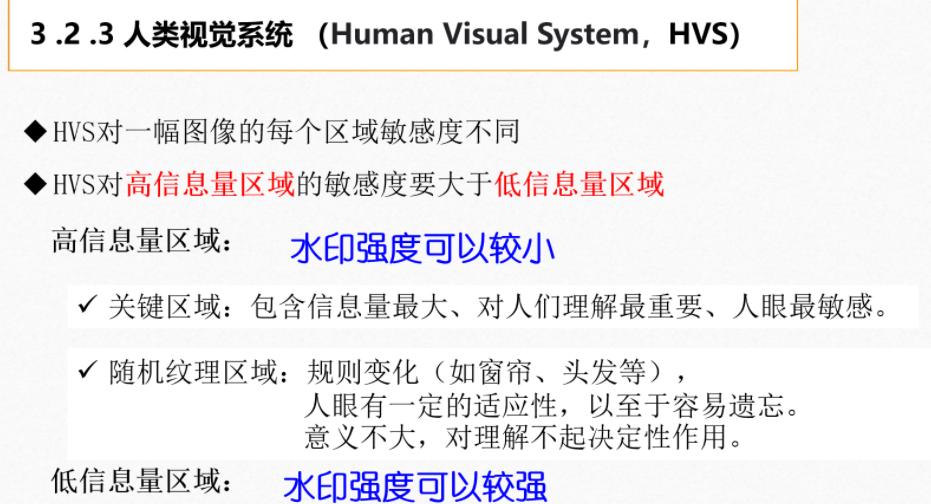 3 .2 .3 人类视觉系统 （Human Visual System，HVS）
◆HVS对一幅图像的每个区域敏感度不同
◆HVS对高信息量区域的敏感度要大于低信息量区域
高信息量区域： 水印强度可以较小
✓ 关键区域：包含信息量最大、对人们理解最重要、人眼最敏感。
✓ 随机纹理区域：规则变化（如窗帘、头发等），
人眼有一定的适应性，以至于容易遗忘。
意义不大，对理解不起决定性作用。
低信息量区域： 水印强度可以较强